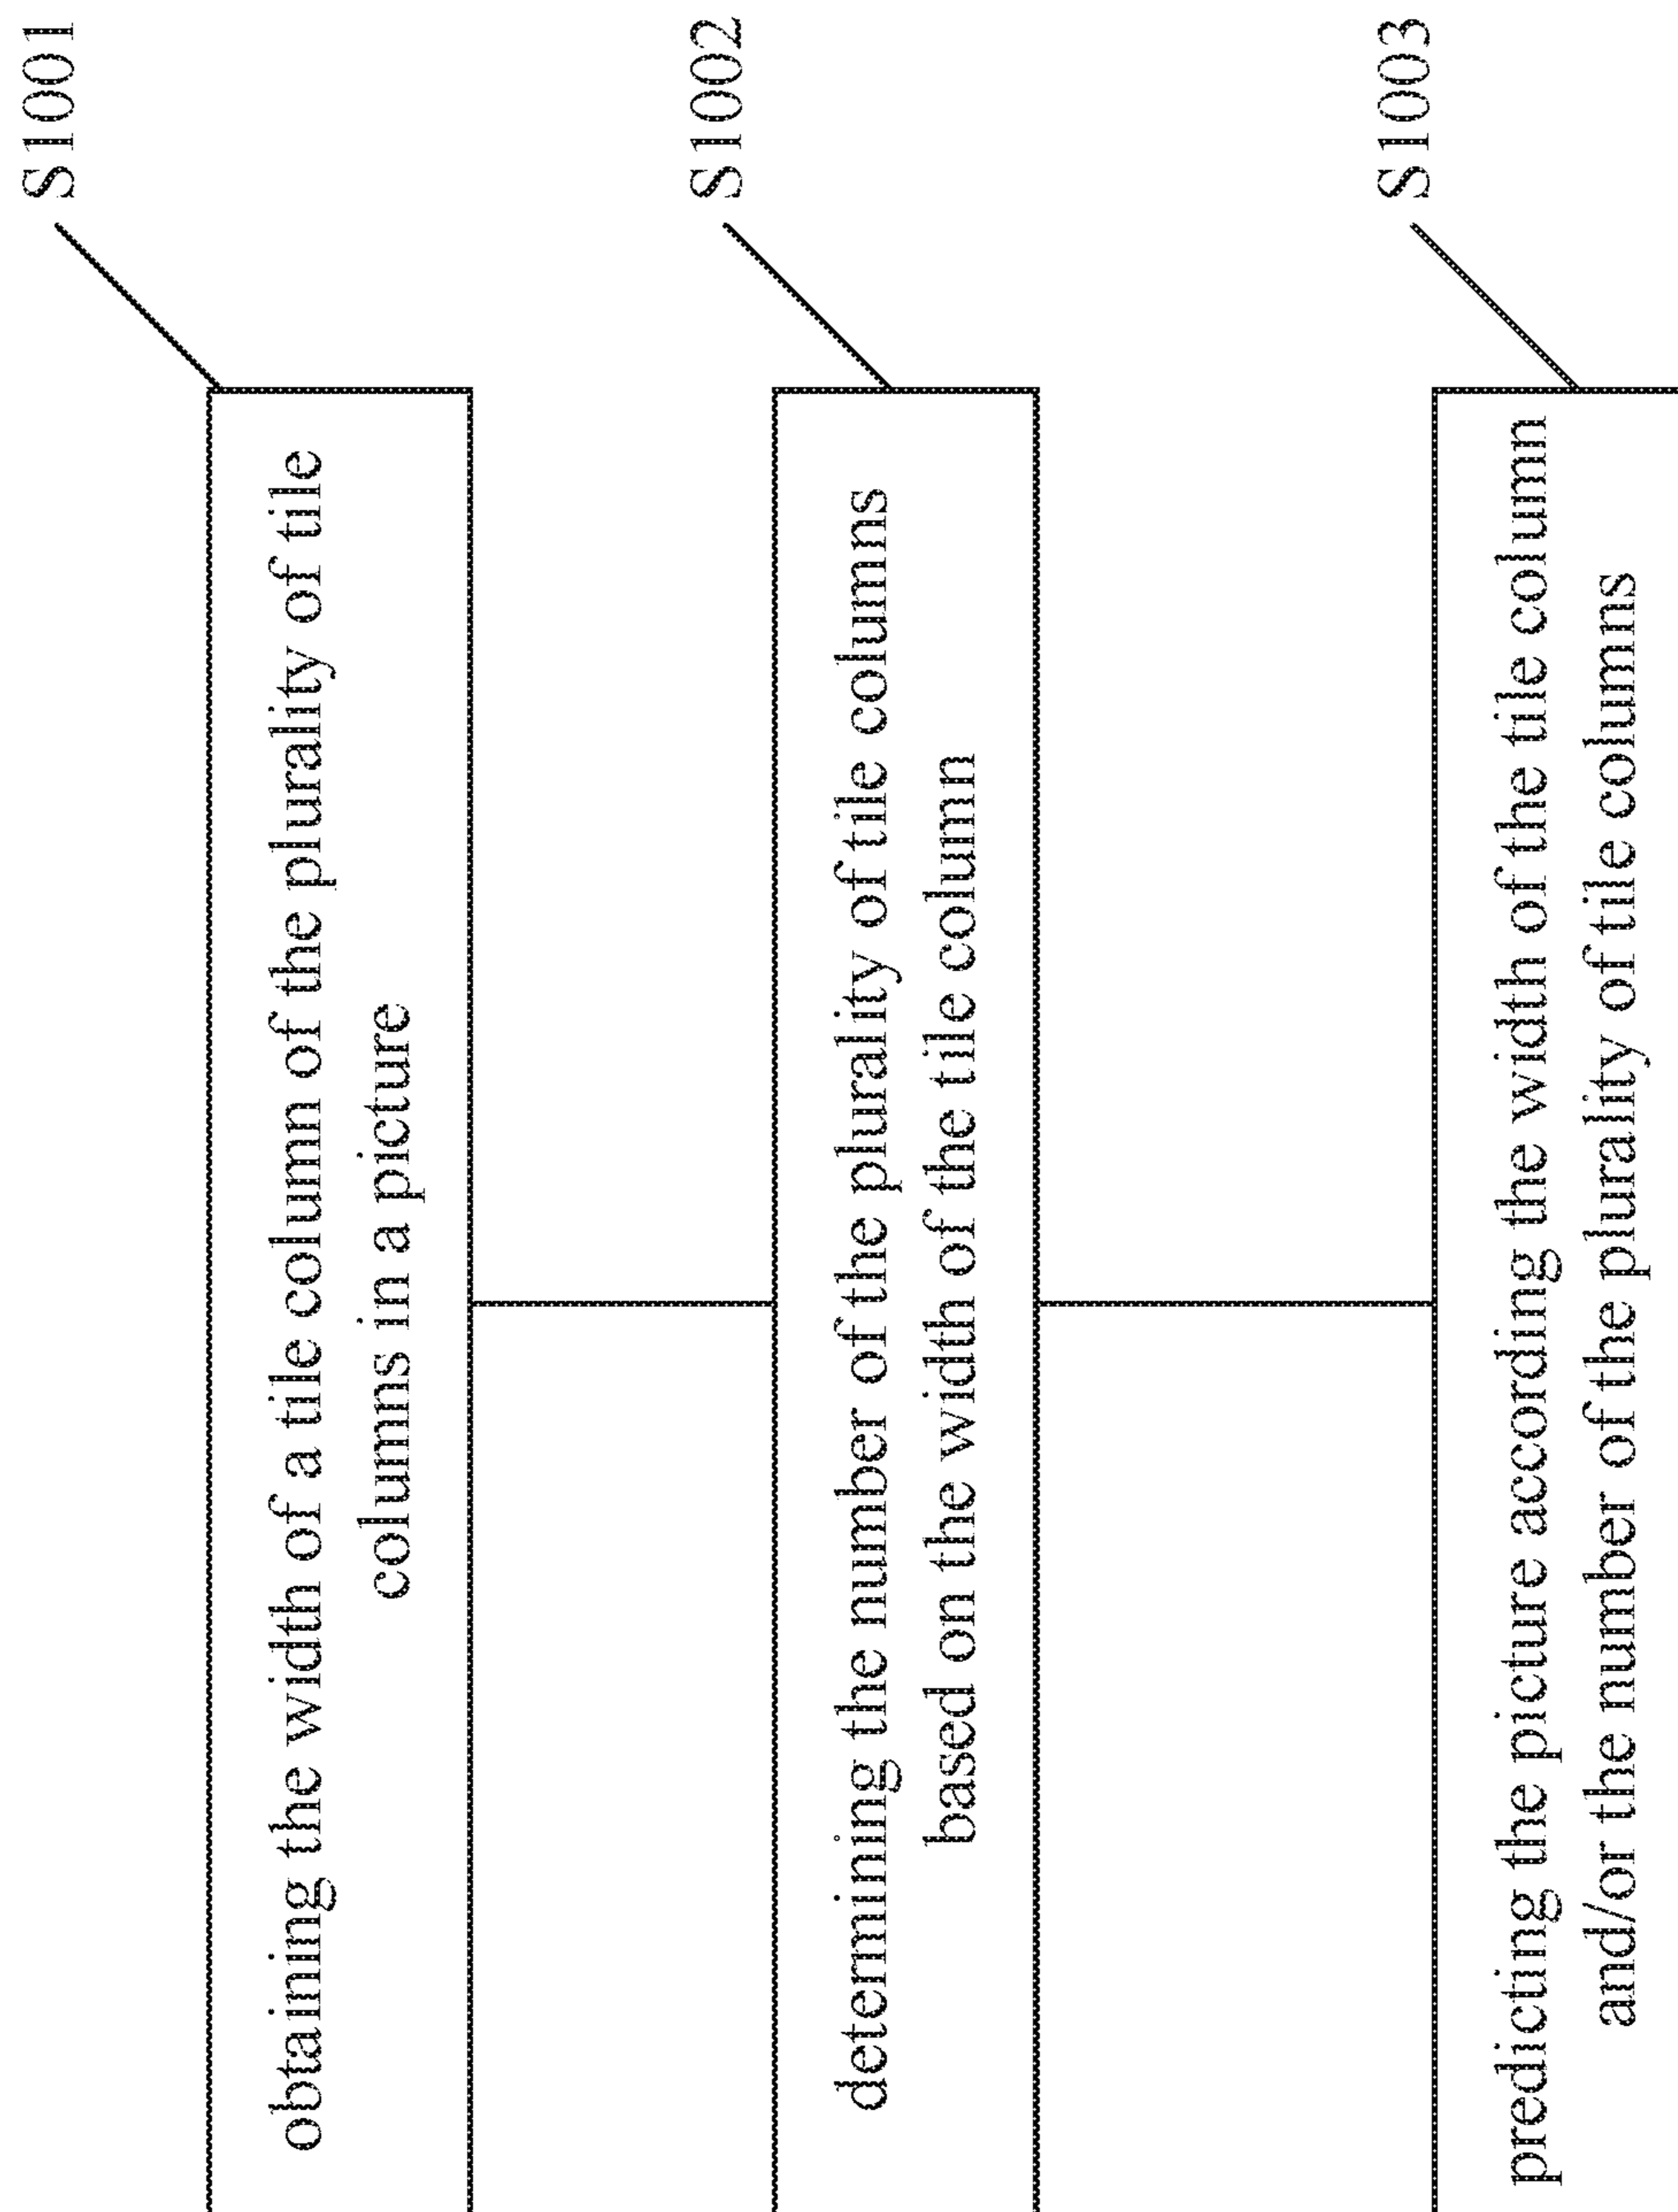 obtaining the width of a tile column of the plurality of tile
columns in a picture
S1001
determining the number of the plurality of tile columns
based on the width of the tile column
S1002
predicting the picture according the width of the tile column
and/or the number of the plurality of tile columns
S1003